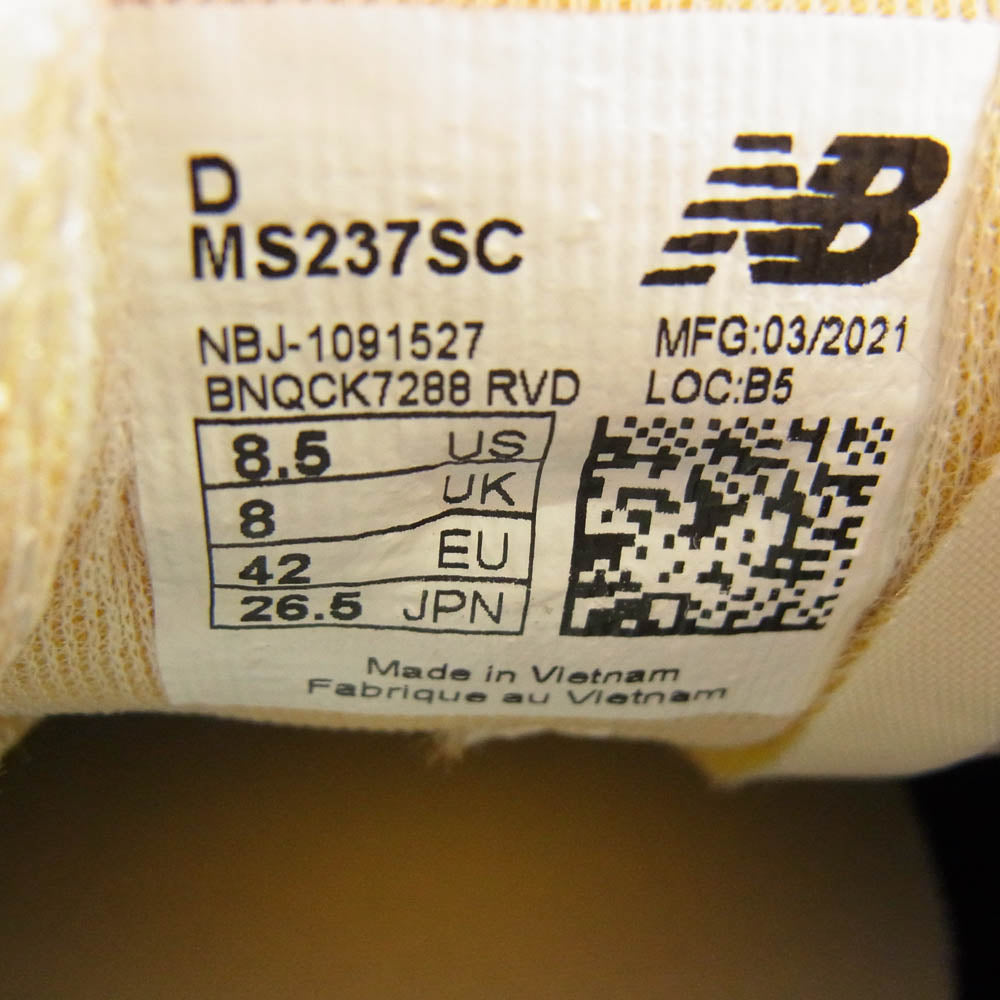 D
MS237SC
NB
NBJ-1091527 MFG:03/2021
BNQCK7288 RVD LOC:B5
8.5 US
8 UK
42 EU
26.5 JPN
Made in Vietnam
Fabrique au Vietnam